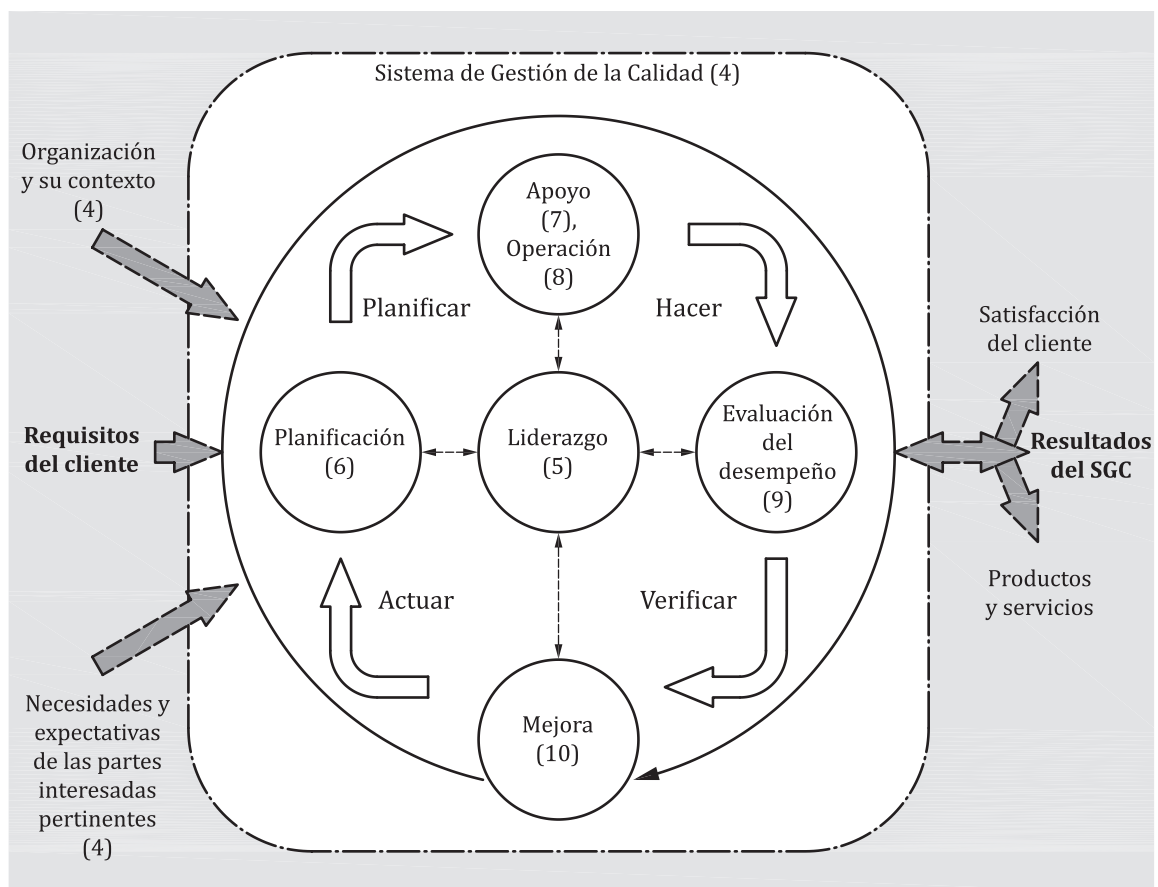 Sistema de Gestión de la Calidad (4)
Organización
y su contexto
(4)
Apoyo
(7),
Operación
(8)
Planificar
Hacer
Satisfacción
del cliente
Requisitos
del cliente
Planificación
(6)
Liderazgo
(5)
Evaluación
del
desempeño
(9)
Resultados
del SGC
Actuar
Verificar
Productos
y servicios
Necesidades y
expectativas
de las partes
interesadas
pertinentes
(4)
Mejora
(10)